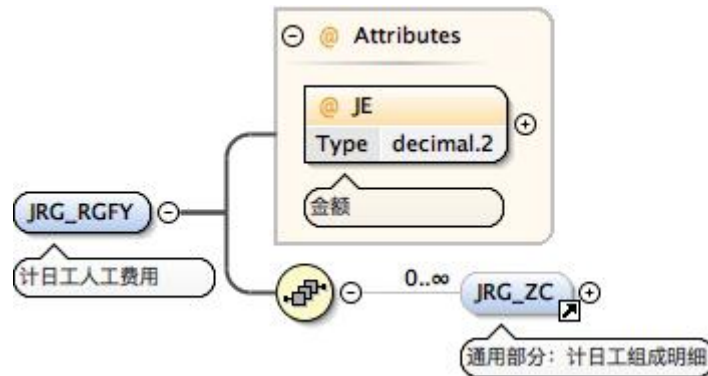 @ Attributes
@ JE
Type decimal.2
金额
JRG_RGFY
计日工人工费用
0..∞
JRG_ZC
通用部分：计日工组成明细